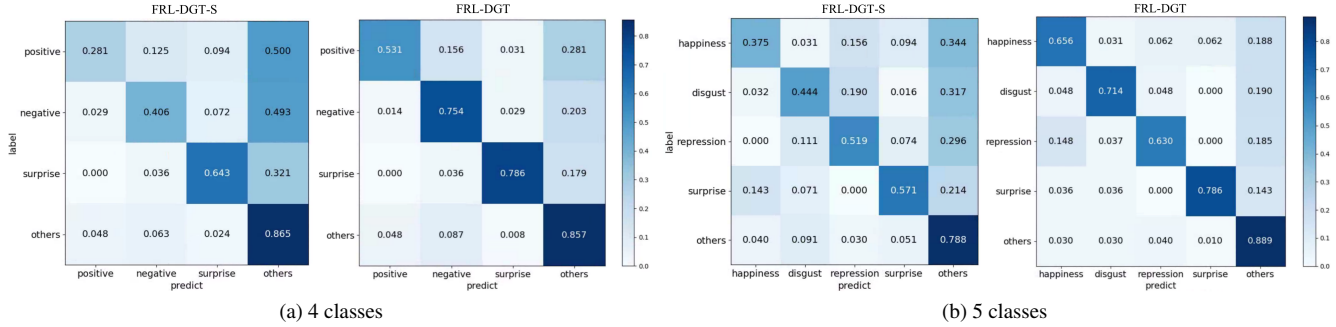 FRL-DGT-S
positive 0.281 0.125 0.094 0.500
negative 0.029 0.406 0.072 0.493
surprise 0.000 0.036 0.643 0.321
others 0.048 0.063 0.024 0.865
label
positive negative surprise others
predict
FRL-DGT
0.531 0.156 0.031 0.281
0.014 0.754 0.029 0.203
0.000 0.036 0.786 0.179
0.048 0.087 0.008 0.857
positive negative surprise others
predict
0.8
0.7
0.6
0.5
0.4
0.3
0.2
0.1
0.0
(a) 4 classes
FRL-DGT-S
happiness 0.375 0.031 0.156 0.094 0.344
disgust 0.032 0.444 0.190 0.016 0.317
repression 0.000 0.111 0.519 0.074 0.296
surprise 0.143 0.071 0.000 0.571 0.214
others 0.040 0.091 0.030 0.051 0.788
label
happiness disgust repression surprise others
predict
FRL-DGT
happiness 0.656 0.031 0.062 0.062 0.188
disgust 0.048 0.714 0.048 0.000 0.190
repression 0.148 0.037 0.630 0.000 0.185
surprise 0.036 0.036 0.000 0.786 0.143
others 0.030 0.030 0.040 0.010 0.889
happiness disgust repression surprise others
predict
0.8
0.7
0.6
0.5
0.4
0.3
0.2
0.1
0.0
(b) 5 classes